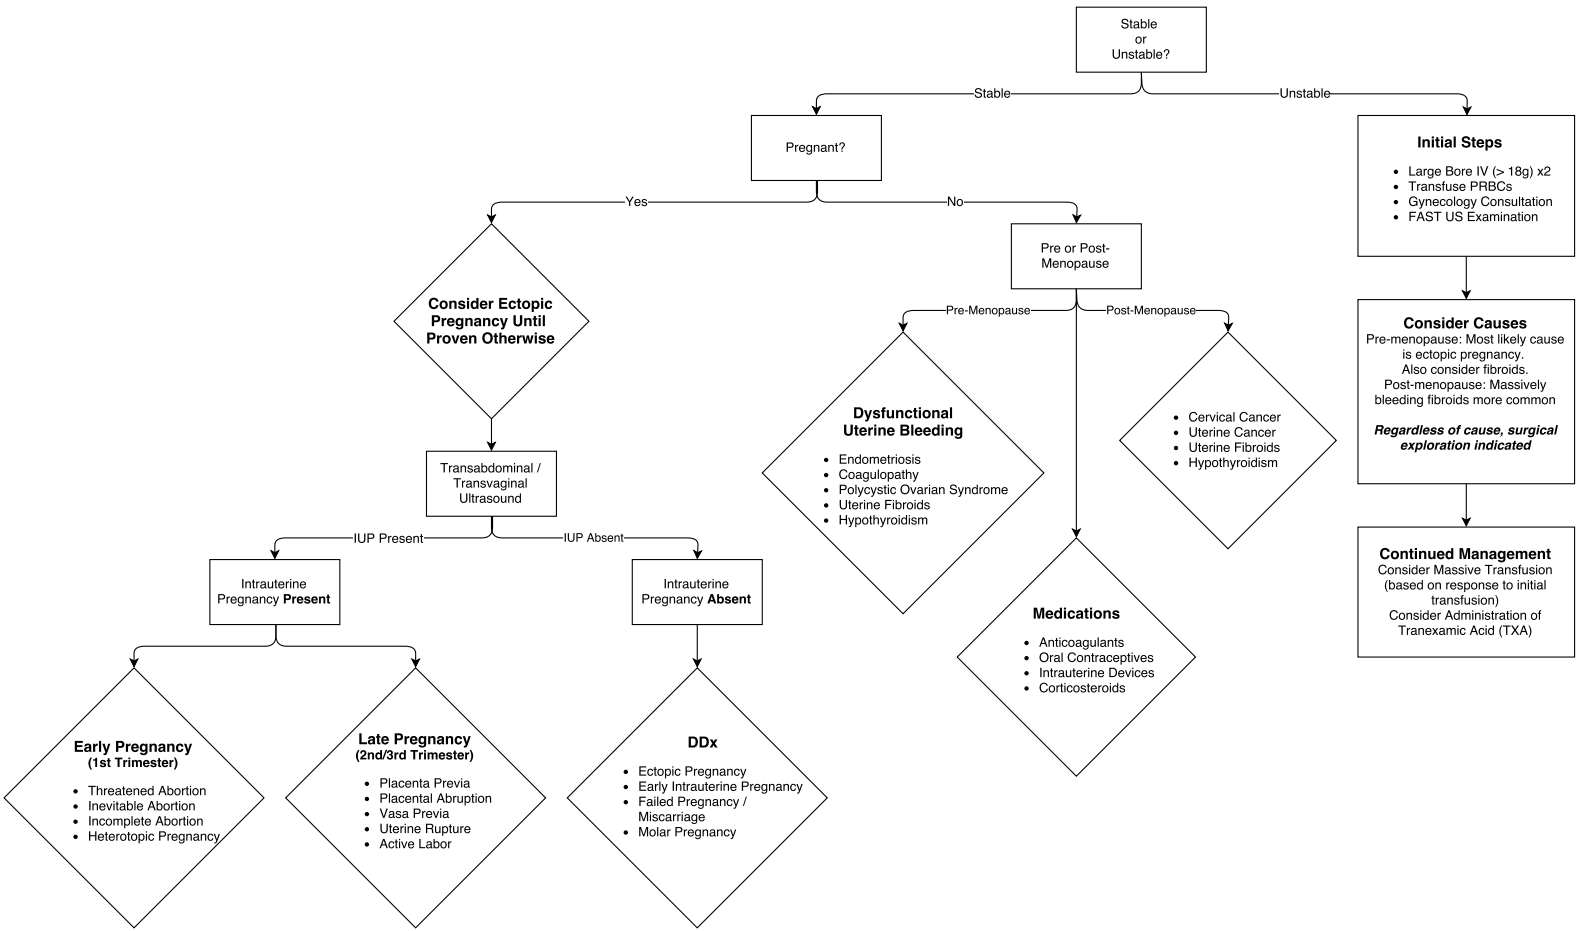 Stable
or
Unstable?
Stable
Unstable
Pregnant?
Yes
No
Consider Ectopic
Pregnancy Until
Proven Otherwise
Transabdominal /
Transvaginal
Ultrasound
IUP Present
IUP Absent
Intrauterine
Pregnancy Present
Intrauterine
Pregnancy Absent
Early Pregnancy
(1st Trimester)
• Threatened Abortion
• Inevitable Abortion
• Incomplete Abortion
• Heterotopic Pregnancy
Late Pregnancy
(2nd/3rd Trimester)
• Placenta Previa
• Placental Abruption
• Vasa Previa
• Uterine Rupture
• Active Labor
DDx
• Ectopic Pregnancy
• Early Intrauterine Pregnancy
• Failed Pregnancy /
Miscarriage
• Molar Pregnancy
Pre or Post-
Menopause
Pre-Menopause
Post-Menopause
Dysfunctional
Uterine Bleeding
• Endometriosis
• Coagulopathy
• Polycystic Ovarian Syndrome
• Uterine Fibroids
• Hypothyroidism
Medications
• Anticoagulants
• Oral Contraceptives
• Intrauterine Devices
• Corticosteroids
• Cervical Cancer
• Uterine Cancer
• Uterine Fibroids
• Hypothyroidism
Initial Steps
• Large Bore IV (> 18g) x2
• Transfuse PRBCs
• Gynecology Consultation
• FAST US Examination
Consider Causes
Pre-menopause: Most likely cause
is ectopic pregnancy.
Also consider fibroids.
Post-menopause: Massively
bleeding fibroids more common
Regardless of cause, surgical
exploration indicated
Continued Management
Consider Massive Transfusion
(based on response to initial
transfusion)
Consider Administration of
Tranexamic Acid (TXA)